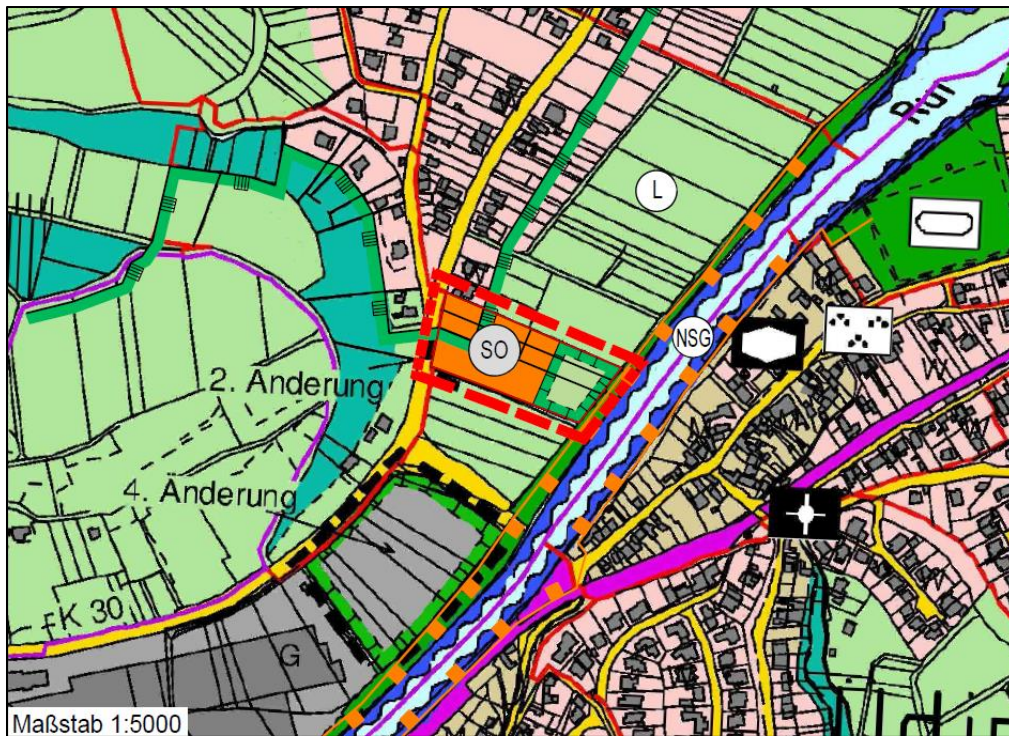 Rur
L
NSG
SO
2. Änderung
4. Änderung
K 30
G
Maßstab 1:5000